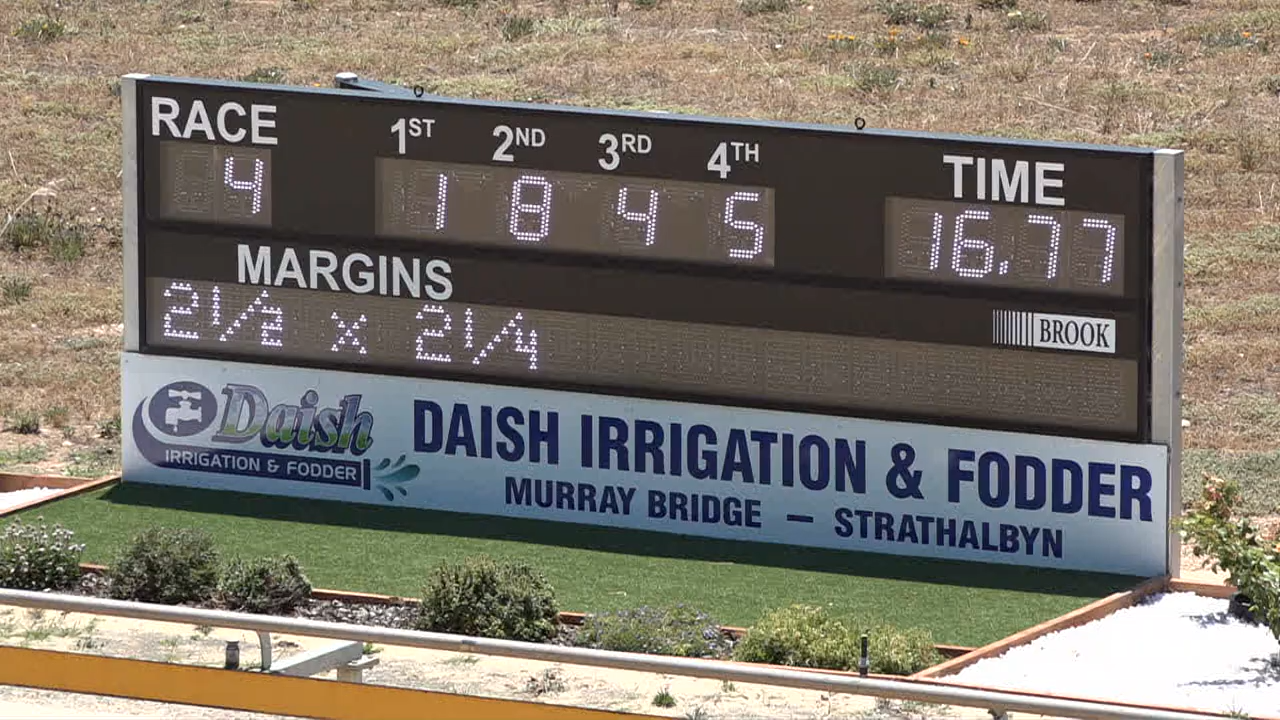 RACE 1ST 2ND 3RD 4TH TIME
4 1 8 4 5 16.77
MARGINS
2 1/2 x 2 1/4
BROOK
Daish
IRRIGATION & FODDER
DAISH IRRIGATION & FODDER
MURRAY BRIDGE – STRATHALBYN